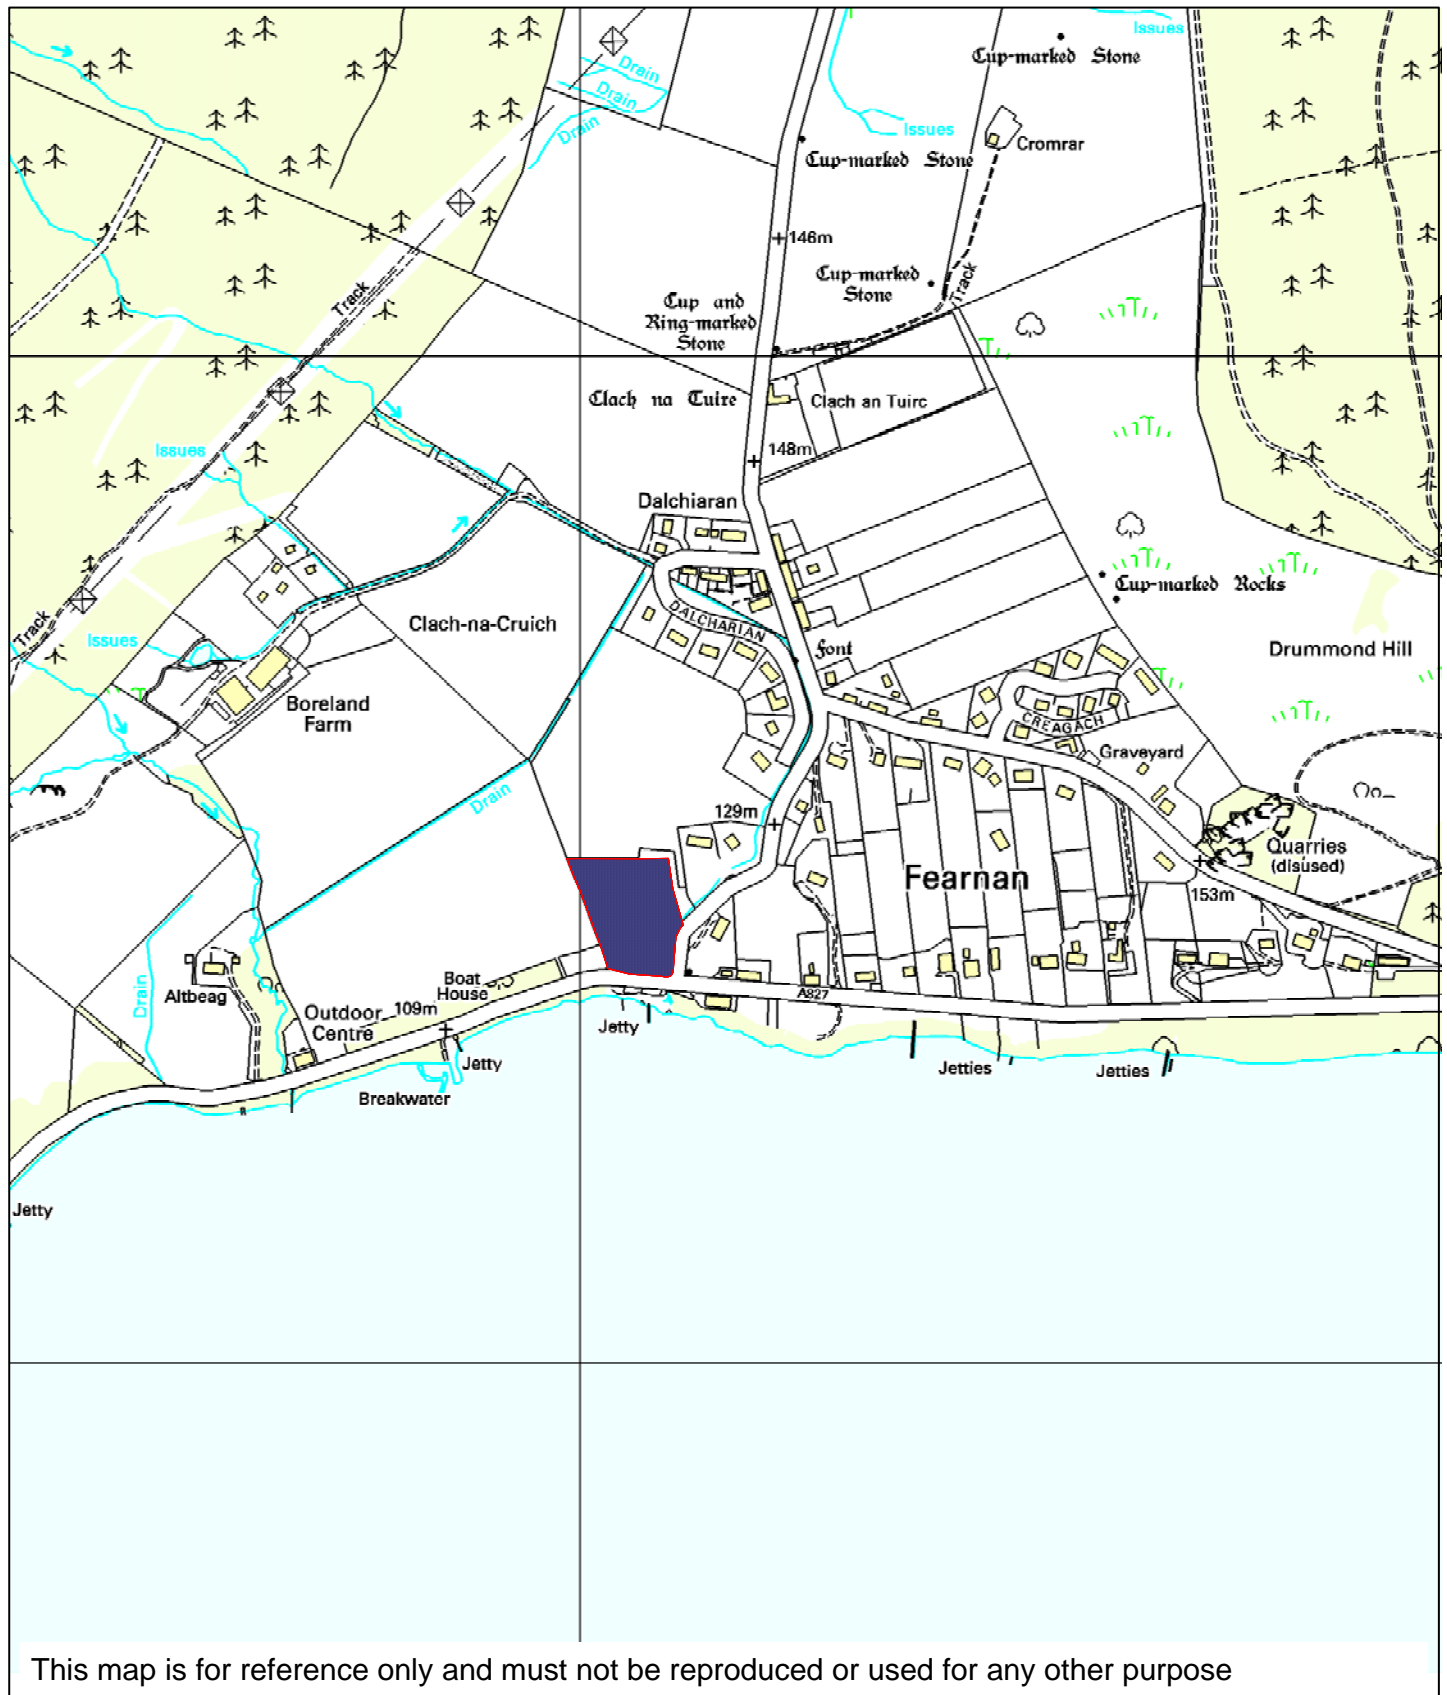 Issues
Cup-marked Stone
Drain
Drain
Drain
Issues
Cromrar
Cup-marked Stone
146m
Cup-marked
Stone
Track
Track
Cup and
Ring-marked
Stone
Clach na Tuirc
Clach an Tuirc
148m
Issues
Dalchiaran
Cup-marked Rocks
DALCHARIAN
Clach-na-Cruich
Font
Drummond Hill
Track
Issues
Boreland
Farm
CREAGACH
Graveyard
Drain
129m
Quarries
(disused)
Fearnan
153m
Drain
Altbeag
Boat
House
A827
Outdoor
Centre
109m
Jetty
Jetty
Jetties
Jetties
Breakwater
Jetty
This map is for reference only and must not be reproduced or used for any other purpose